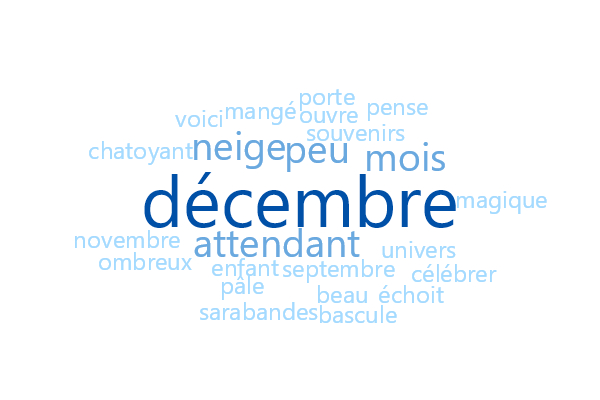 porte
mangé
pense
voici
ouvre
souvenirs
chatoyant
neige
peu
mois
décembre
magique
novembre
attendant
univers
ombreux
enfant
septembre
célébrer
pâle
beau
échoit
sarabandes
bascule